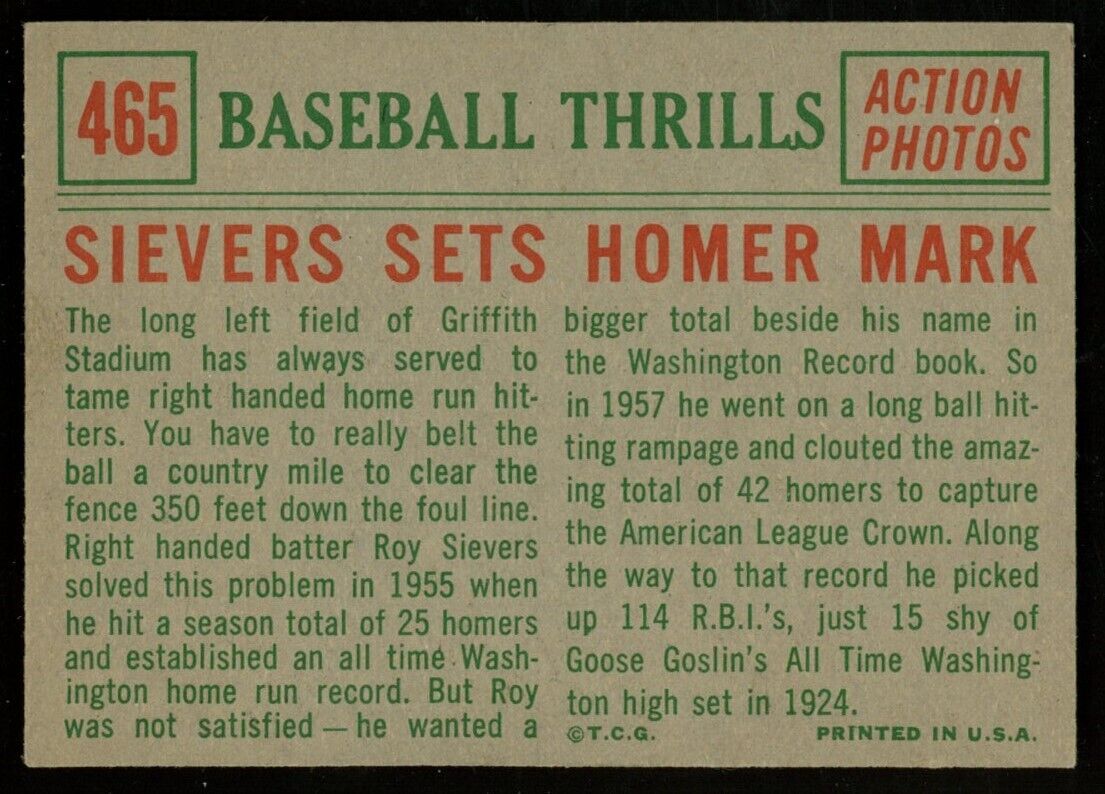 465
BASEBALL THRILLS
ACTION
PHOTOS
SIEVERS SETS HOMER MARK
The long left field of Griffith
Stadium has always served to
tame right handed home run hit-
ters. You have to really belt the
ball a country mile to clear the
fence 350 feet down the foul line.
Right handed batter Roy Sievers
solved this problem in 1955 when
he hit a season total of 25 homers
and established an all time Wash-
ington home run record. But Roy
was not satisfied — he wanted a
bigger total beside his name in
the Washington Record book. So
in 1957 he went on a long ball hit-
ting rampage and clouted the amaz-
ing total of 42 homers to capture
the American League Crown. Along
the way to that record he picked
up 114 R.B.I.'s, just 15 shy of
Goose Goslin's All Time Washing-
ton high set in 1924.
©T.C.G. PRINTED IN U.S.A.